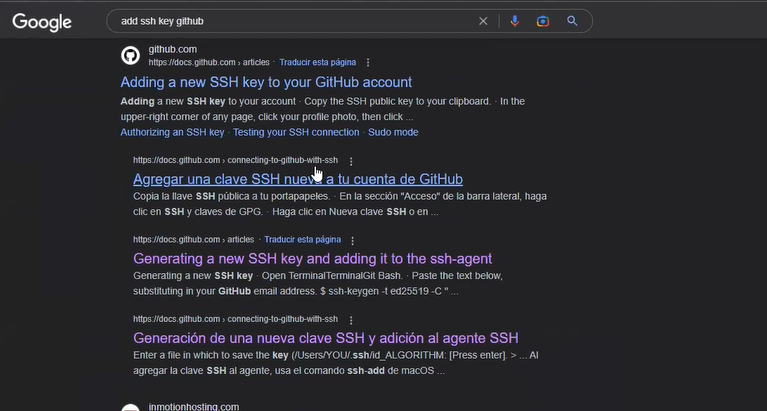 Google
add ssh key github
github.com
https://docs.github.com › articles · Traducir esta página
Adding a new SSH key to your GitHub account
Adding a new SSH key to your account · Copy the SSH public key to your clipboard. · In the
upper-right corner of any page, click your profile photo, then click ...
Authorizing an SSH key · Testing your SSH connection · Sudo mode
https://docs.github.com › connecting-to-github-with-ssh
Agregar una clave SSH nueva a tu cuenta de GitHub
Copia la llave SSH pública a tu portapapeles. · En la sección "Acceso" de la barra lateral, haga
clic en SSH y claves de GPG. · Haga clic en Nueva clave SSH o en ...
https://docs.github.com › articles · Traducir esta página
Generating a new SSH key and adding it to the ssh-agent
Generating a new SSH key · Open TerminalTerminalGit Bash. · Paste the text below,
substituting in your GitHub email address. $ ssh-keygen -t ed25519 -C " ...
https://docs.github.com › connecting-to-github-with-ssh
Generación de una nueva clave SSH y adición al agente SSH
Enter a file in which to save the key (/Users/YOU/.ssh/id_ALGORITHM: [Press enter]. > ... Al
agregar la clave SSH al agente, usa el comando ssh-add de macOS ...
inmotionhosting.com